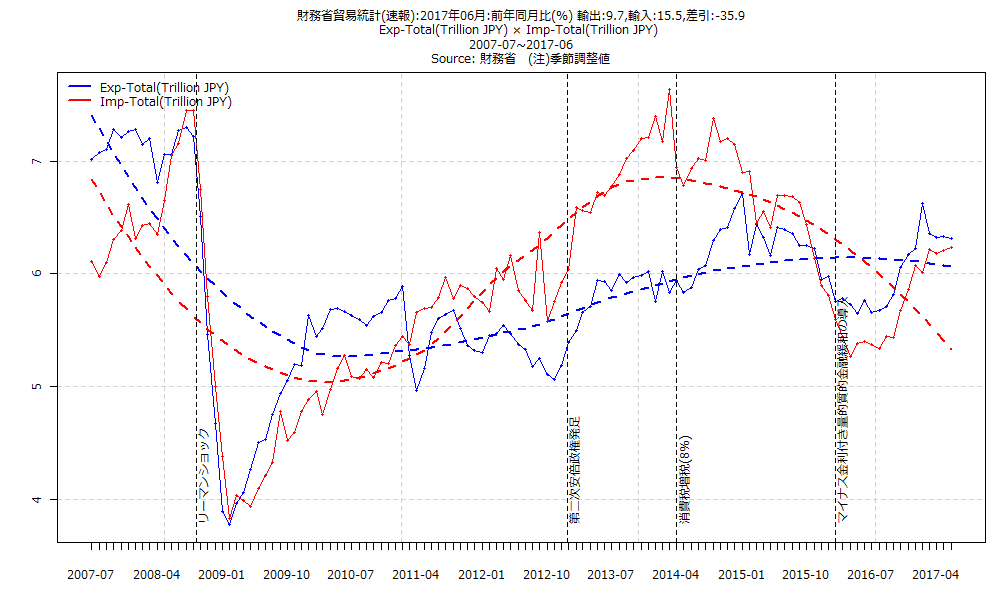 財務省貿易統計(速報):2017年06月:前年同月比(%) 輸出:9.7,輸入:15.5,差引:-35.9
Exp-Total(Trillion JPY) × Imp-Total(Trillion JPY)
2007-07~2017-06
Source: 財務省 (注)季節調整値
Exp-Total(Trillion JPY)
Imp-Total(Trillion JPY)
7
6
5
4
リーマンショック
第二次安倍政権発足
消費税増税(8%)
マイナス金利付き量的質的金融緩和の導入
2007-07 2008-04 2009-01 2009-10 2010-07 2011-04 2012-01 2012-10 2013-07 2014-04 2015-01 2015-10 2016-07 2017-04